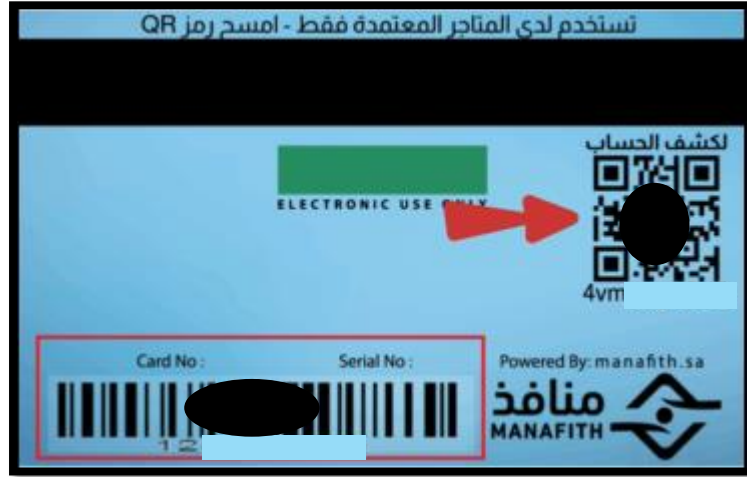 تستخدم لدى المتاجر المعتمدة فقط - امسح رمز QR
لكشف الحساب
ELECTRONIC USE ONLY
4vm
Card No :
Serial No :
Powered By: manafith.sa
منافذ
MANAFITH
12